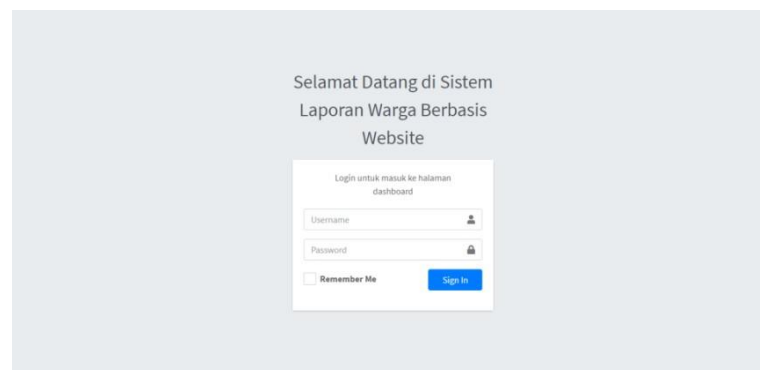 Selamat Datang di Sistem
Laporan Warga Berbasis
Website
Login untuk masuk ke halaman
dashboard
Username
Password
Remember Me
Sign In